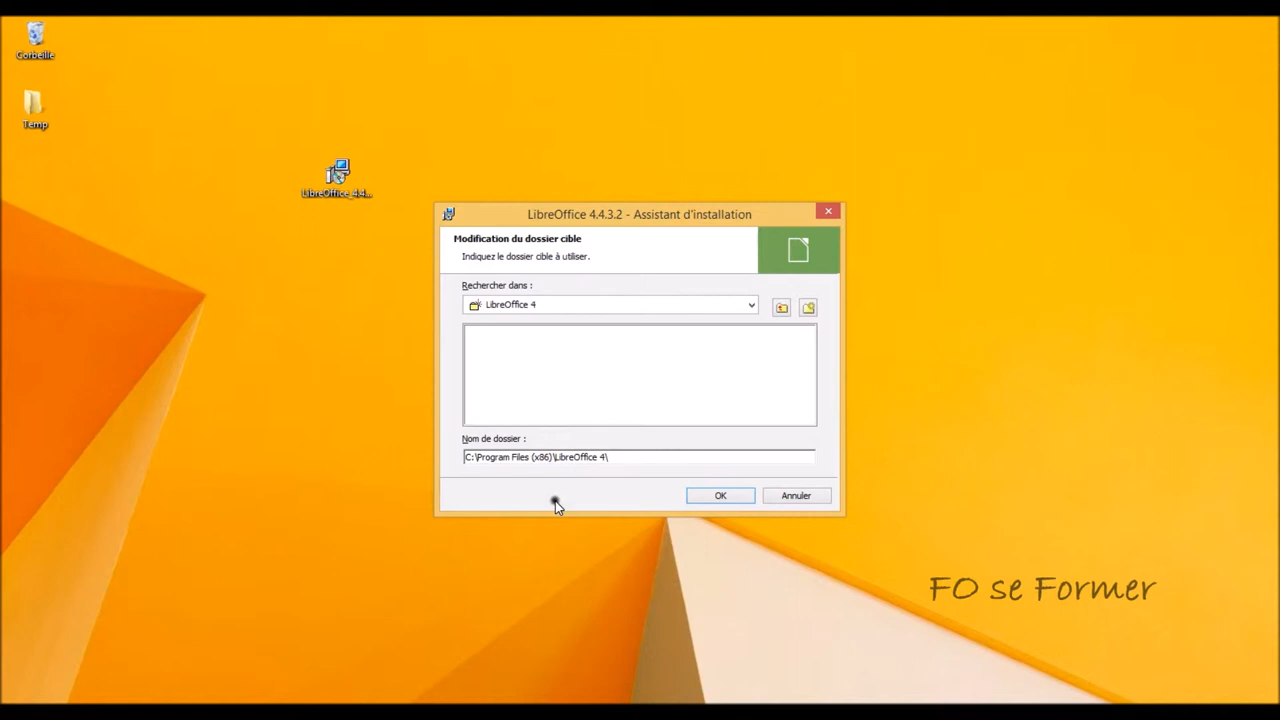 Corbeille
Temp
LibreOffice_4.4...
LibreOffice 4.4.3.2 - Assistant d'installation
Modification du dossier cible
Indiquez le dossier cible à utiliser.
Rechercher dans :
LibreOffice 4
Nom de dossier :
C:\Program Files (x86)\LibreOffice 4\
OK
Annuler
FO se Former